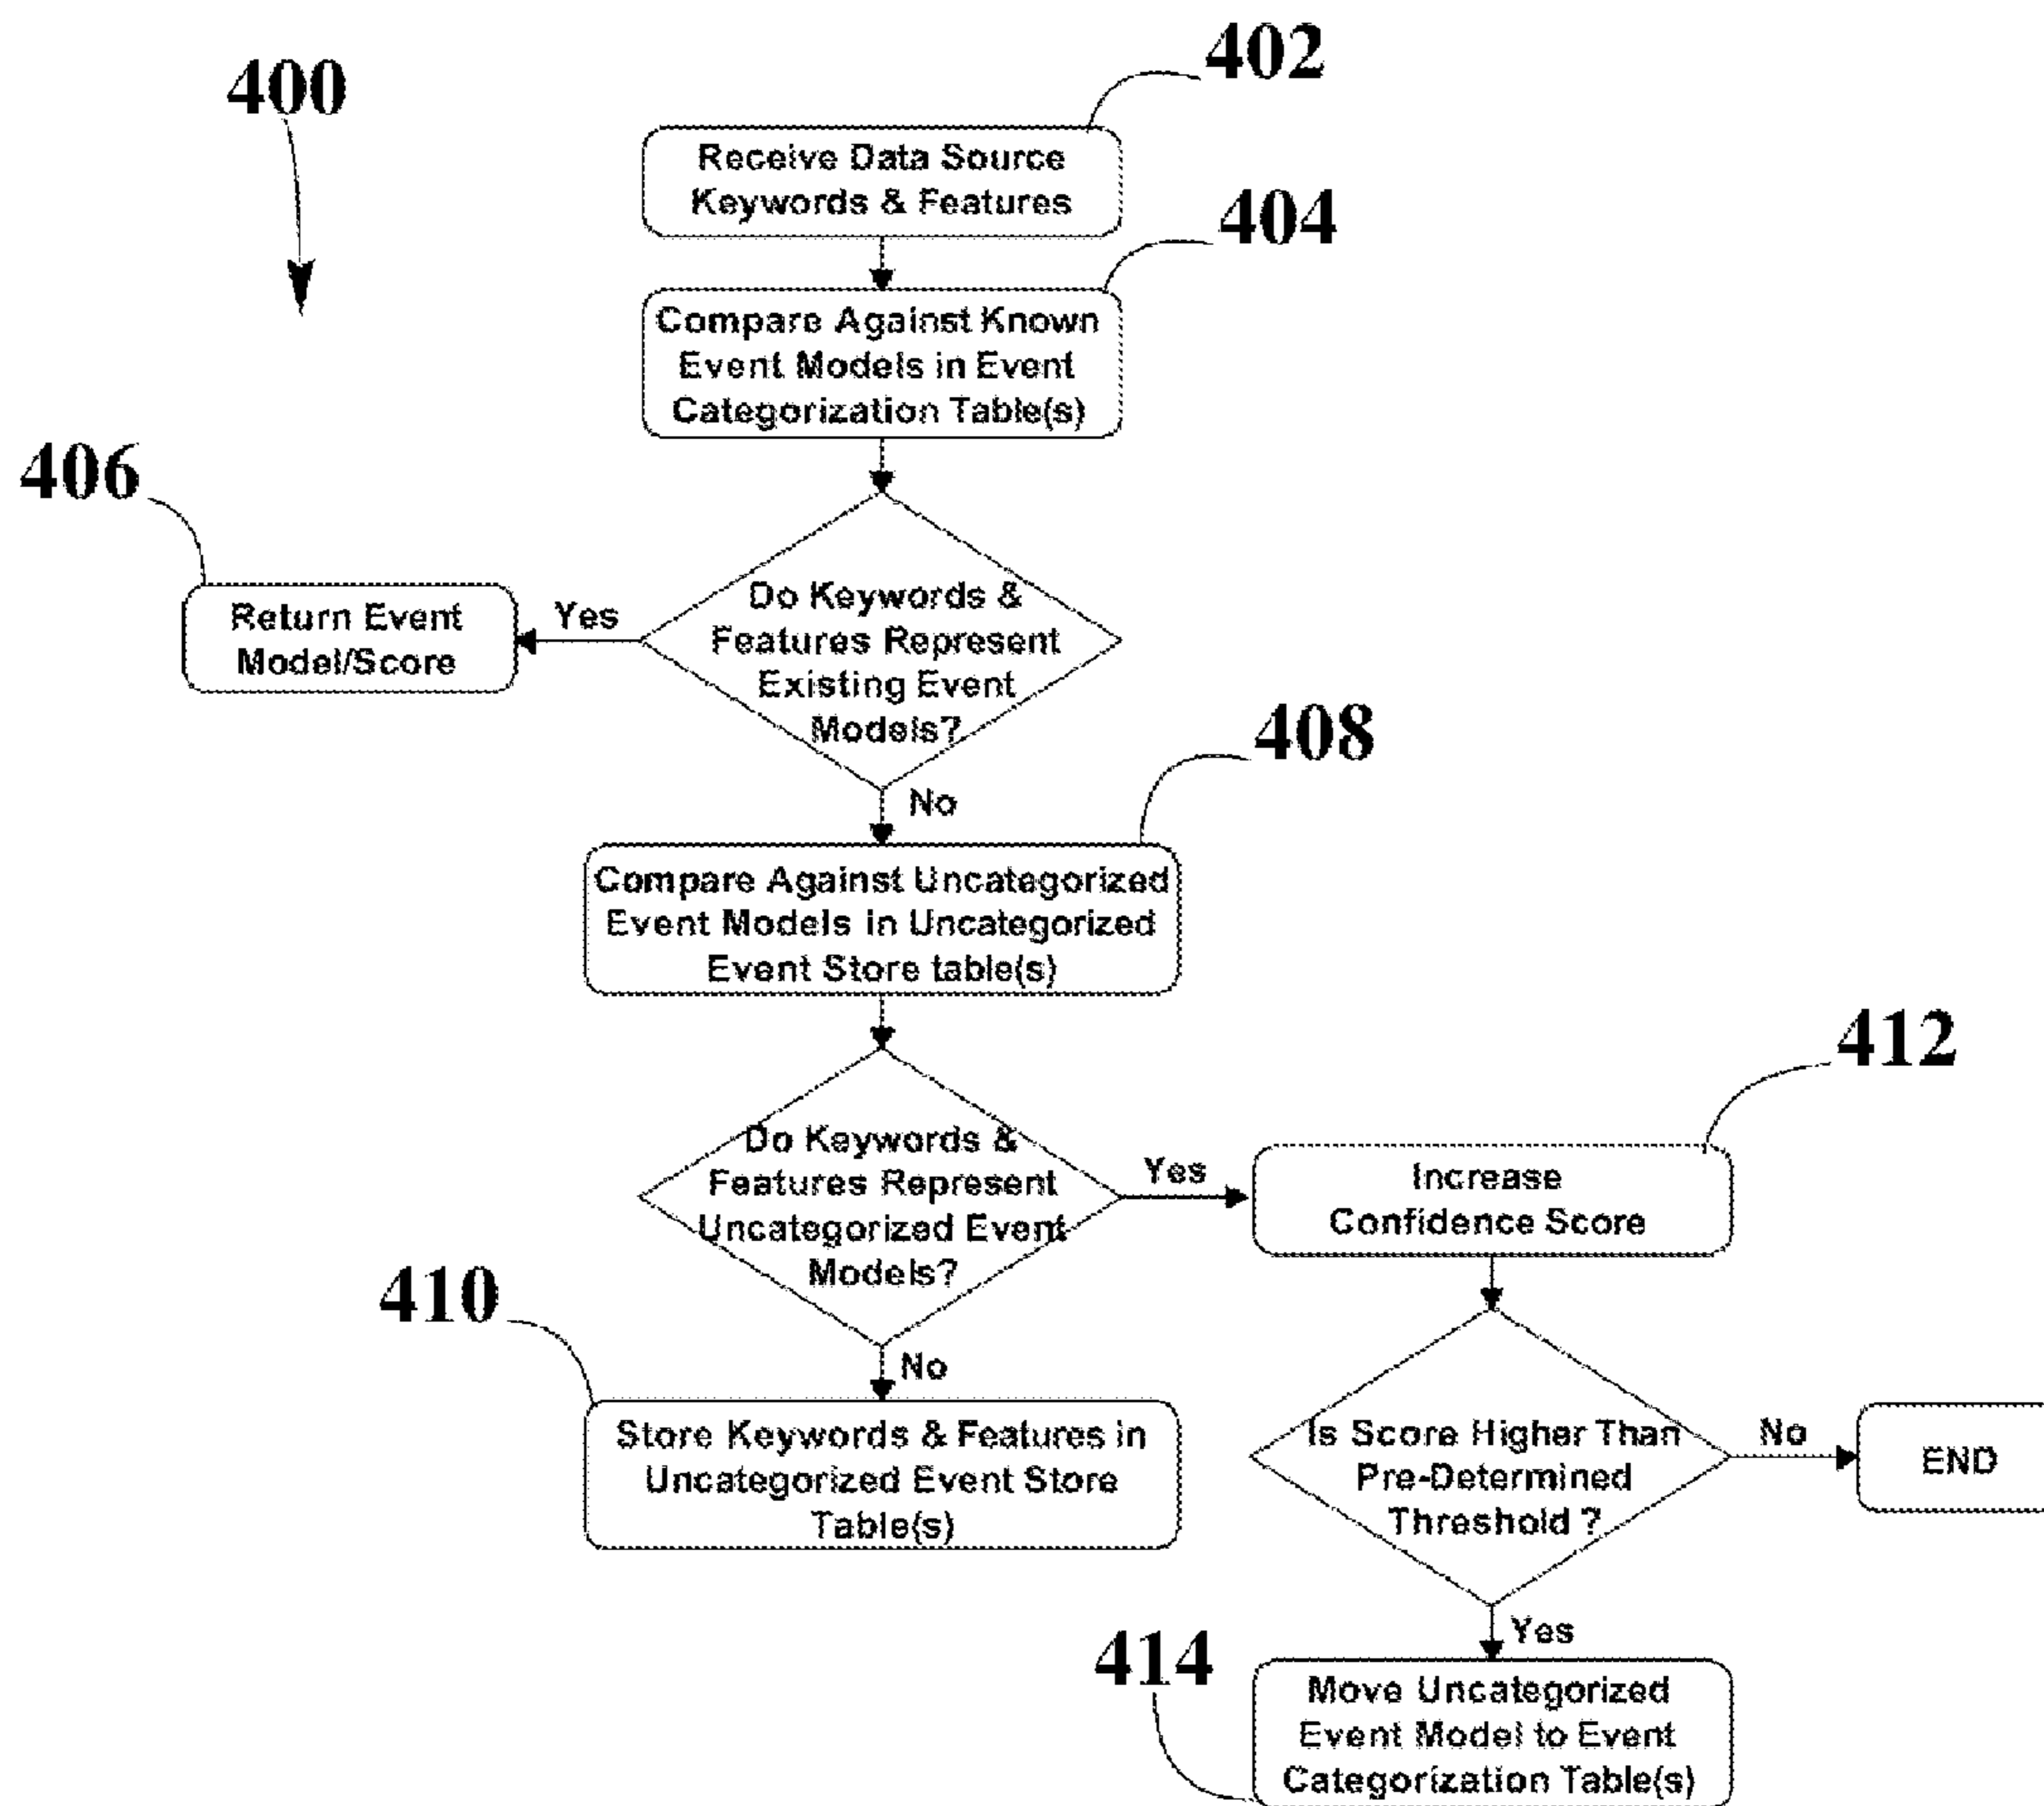 402
400
Receive Data Source
Keywords & Features
404
Compare Against Known
Event Models in Event
Categorization Table(s)
406
Return Event
Model/Score
Yes
Do Keywords &
Features Represent
Existing Event
Models?
408
No
Compare Against Uncategorized
Event Models in Uncategorized
Event Store table(s)
412
Do Keywords &
Features Represent
Uncategorized Event
Models?
Yes
Increase
Confidence Score
410
No
Store Keywords & Features in
Uncategorized Event Store
Table(s)
Is Score Higher Than
Pre-Determined
Threshold ?
No
END
Yes
414
Move Uncategorized
Event Model to Event
Categorization Table(s)